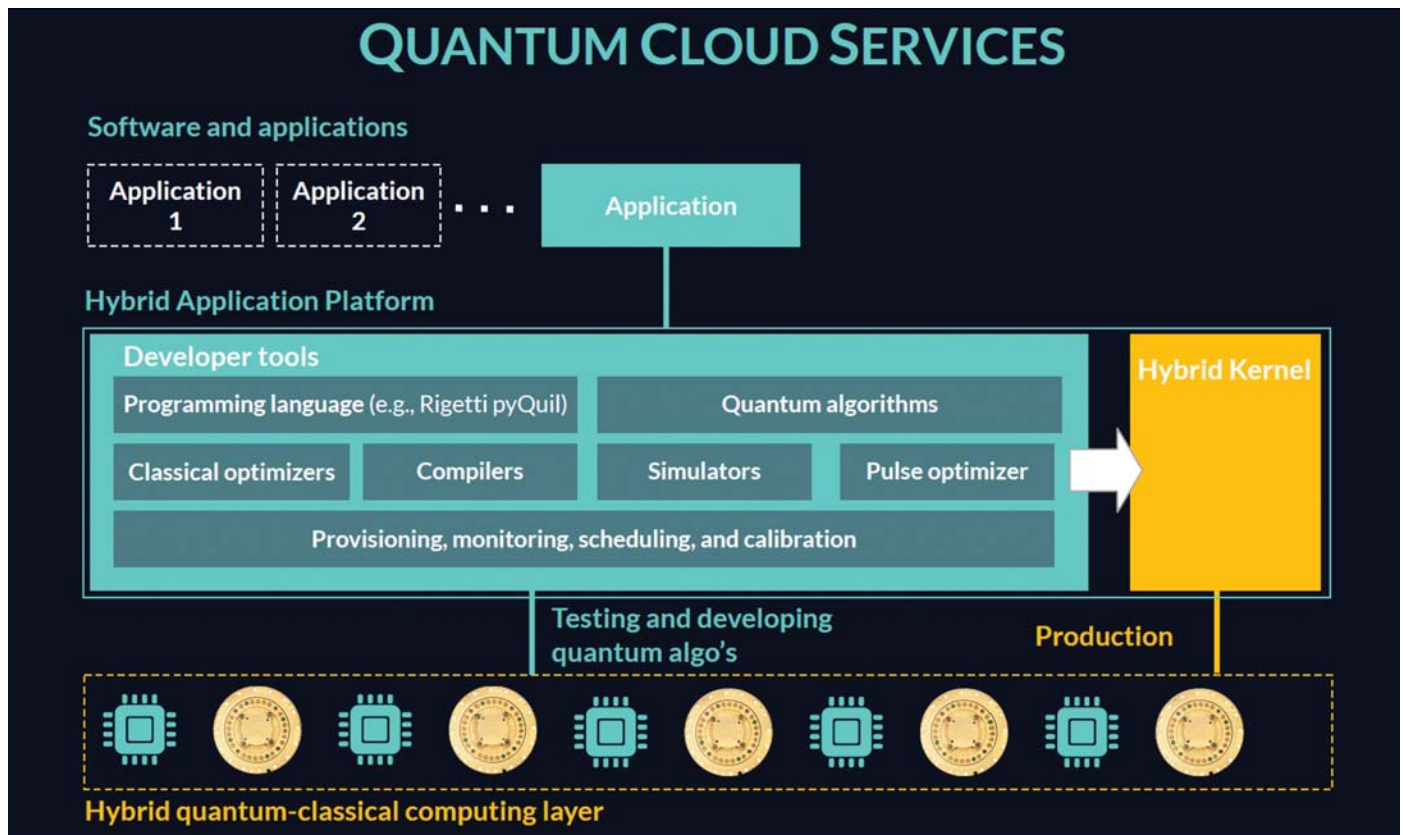 QUANTUM CLOUD SERVICES
Software and applications
Application
1
Application
2
. . .
Application
Hybrid Application Platform
Developer tools
Hybrid Kernel
Programming language (e.g., Rigetti pyQuil)
Quantum algorithms
Classical optimizers
Compilers
Simulators
Pulse optimizer
Provisioning, monitoring, scheduling, and calibration
Testing and developing
quantum algo's
Production
Hybrid quantum-classical computing layer